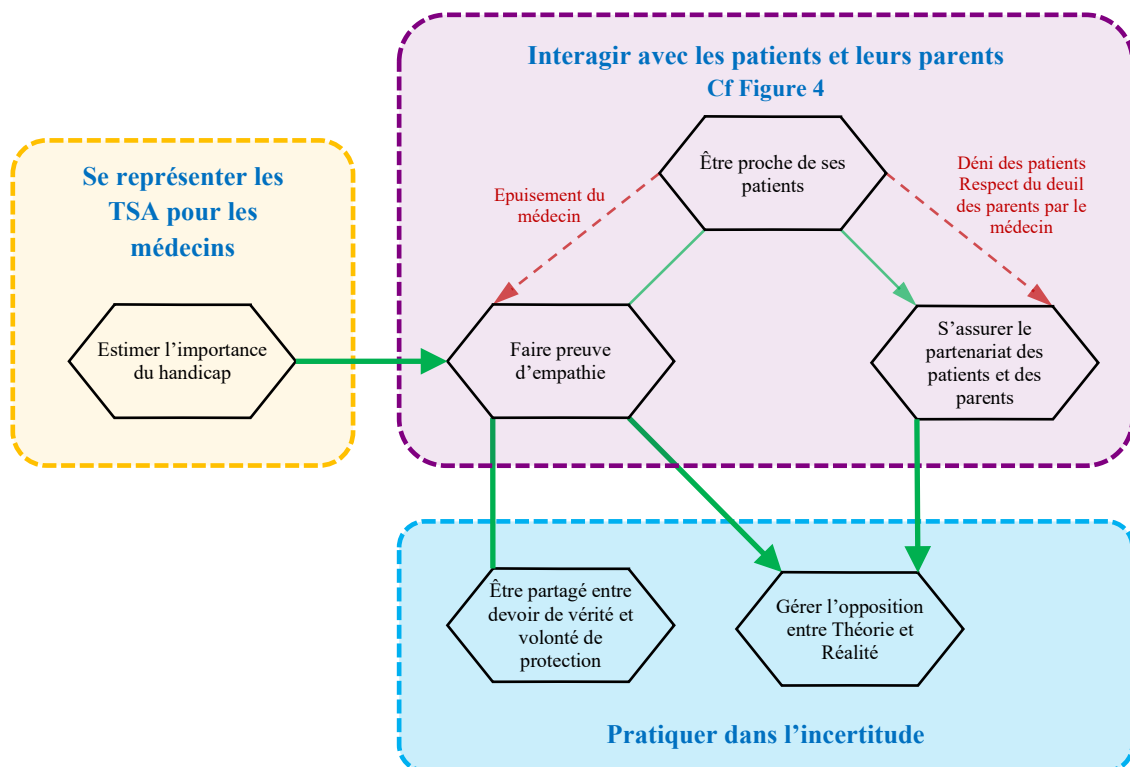 Interagir avec les patients et leurs parents
Cf Figure 4
Être proche de ses
patients
Epuisement du
médecin
Déni des patients
Respect du deuil
des parents par le
médecin
Se représenter les
TSA pour les
médecins
Estimer l’importance
du handicap
Faire preuve
d’empathie
S’assurer le
partenariat des
patients et des
parents
Être partagé entre
devoir de vérité et
volonté de
protection
Gérer l’opposition
entre Théorie et
Réalité
Pratiquer dans l’incertitude